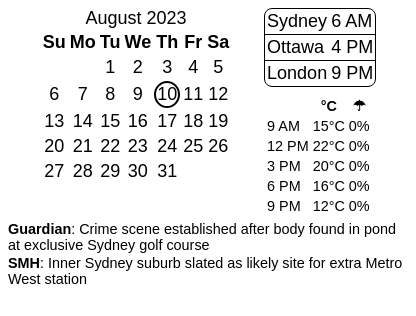 August 2023
Su Mo Tu We Th Fr Sa
1 2 3 4 5
6 7 8 9 10 11 12
13 14 15 16 17 18 19
20 21 22 23 24 25 26
27 28 29 30 31
Sydney 6 AM
Ottawa 4 PM
London 9 PM
°C ☂
9 AM 15°C 0%
12 PM 22°C 0%
3 PM 20°C 0%
6 PM 16°C 0%
9 PM 12°C 0%
Guardian: Crime scene established after body found in pond
at exclusive Sydney golf course
SMH: Inner Sydney suburb slated as likely site for extra Metro
West station